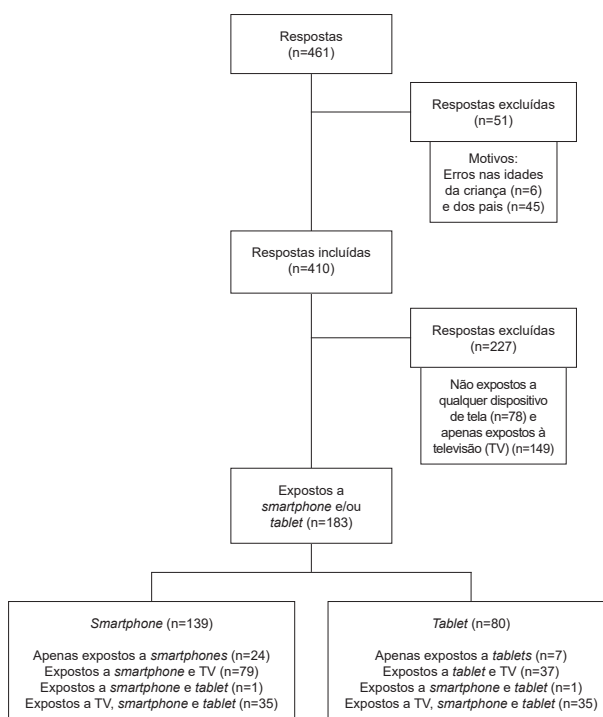 Respostas
(n=461)
Respostas excluídas
(n=51)
Motivos:
Erros nas idades
da criança (n=6)
e dos pais (n=45)
Respostas incluídas
(n=410)
Respostas excluídas
(n=227)
Não expostos a
qualquer dispositivo
de tela (n=78) e
apenas expostos à
televisão (TV) (n=149)
Expostos a
smartphone e/ou
tablet (n=183)
Smartphone (n=139)
Apenas expostos a smartphones (n=24)
Expostos a smartphone e TV (n=79)
Expostos a smartphone e tablet (n=1)
Expostos a TV, smartphone e tablet (n=35)
Tablet (n=80)
Apenas expostos a tablets (n=7)
Expostos a tablet e TV (n=37)
Expostos a smartphone e tablet (n=1)
Expostos a TV, smartphone e tablet (n=35)